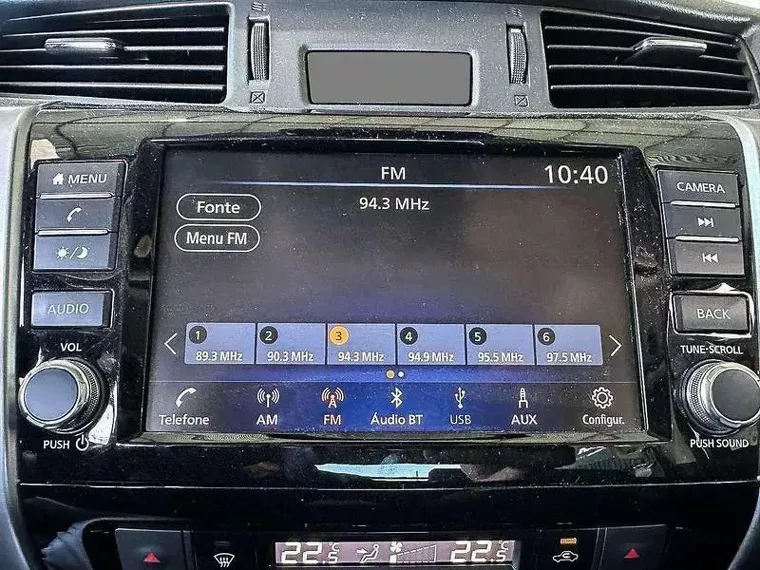 MENU
FM
10:40
CAMERA
Fonte
94.3 MHz
Menu FM
AUDIO
BACK
VOL
TUNE·SCROLL
1 2 3 4 5 6
89.3 MHz 90.3 MHz 94.3 MHz 94.9 MHz 95.5 MHz 97.5 MHz
Telefone AM FM Áudio BT USB AUX Configur.
PUSH
PUSH SOUND
22.5°C 22.5°C